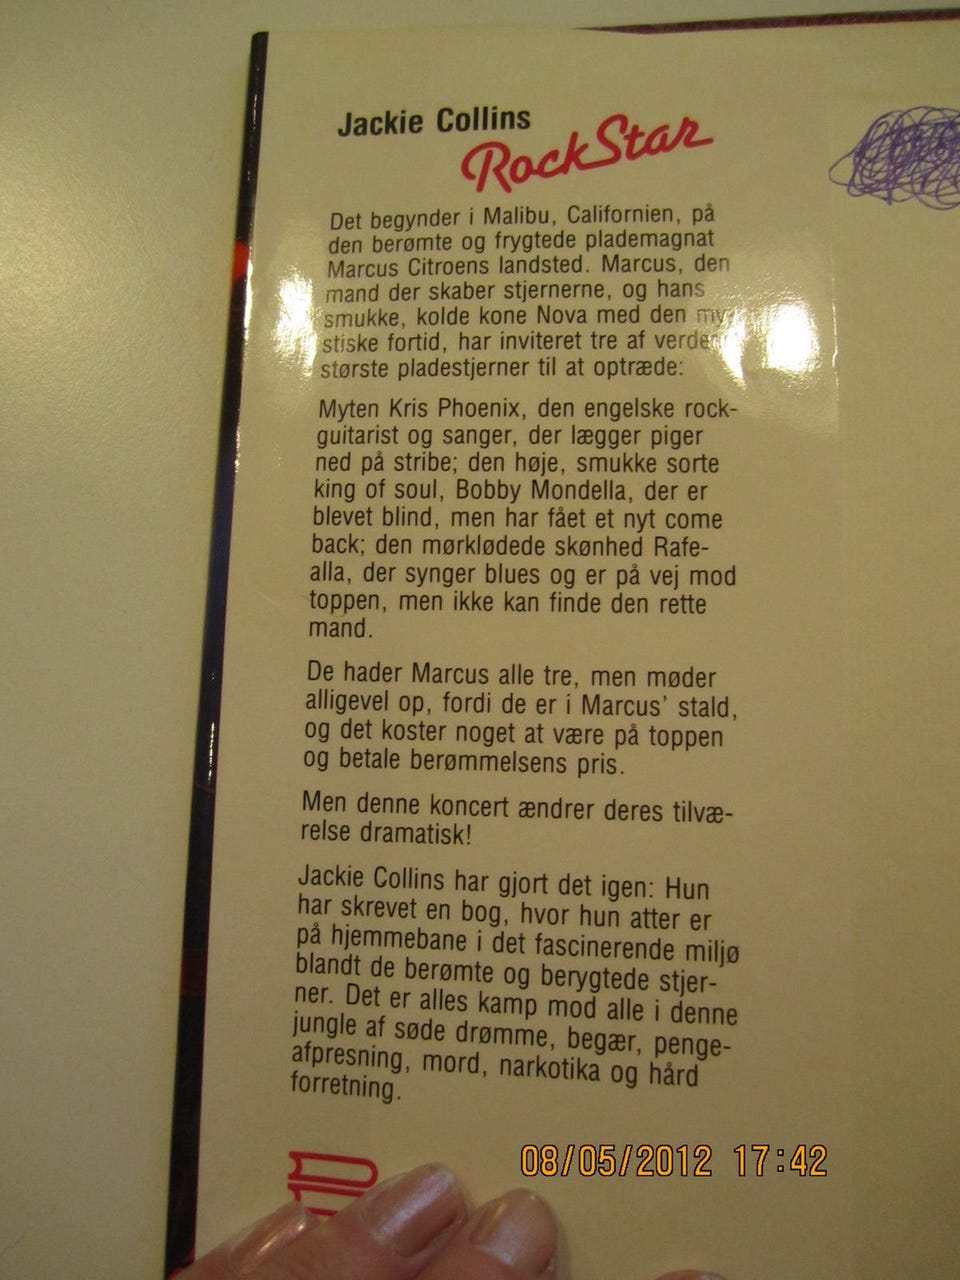 Jackie Collins
RockStar
Det begynder i Malibu, Californien, på
den berømte og frygtede plademagnat
Marcus Citroens landsted. Marcus, den
mand der skaber stjernerne, og hans
smukke, kolde kone Nova med den my-
stiske fortid, har inviteret tre af
største pladestjerner til at optræde:
Myten Kris Phoenix, den engelske rock-
guitarist og sanger, der lægger piger
ned på stribe; den høje, smukke sorte
king of soul, Bobby Mondella, der er
blevet blind, men har fået et nyt come
back; den mørklødede skønhed Rafe-
alla, der synger blues og er på vej mod
toppen, men ikke kan finde den rette
mand.
De hader Marcus alle tre, men møder
alligevel op, fordi de er i Marcus' stald,
og det koster noget at være på toppen
og betale berømmelsens pris.
Men denne koncert ændrer deres tilvæ-
relse dramatisk!
Jackie Collins har gjort det igen: Hun
har skrevet en bog, hvor hun atter er
på hjemmebane i det fascinerende miljø
blandt de berømte og berygtede stjer-
ner. Det er alles kamp mod alle i denne
jungle af søde drømme, begær, penge-
afpresning, mord, narkotika og hård
forretning.
08/05/2012 17:42